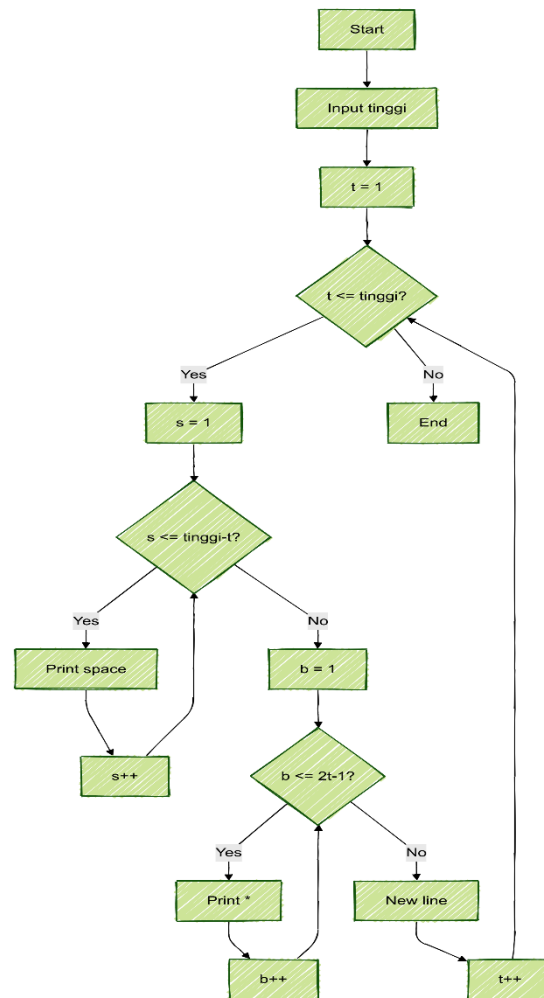 Start
Input tinggi
t = 1
t <= tinggi?
Yes
No
s = 1
End
s <= tinggi-t?
Yes
No
Print space
b = 1
s++
b <= 2t-1?
Yes
No
Print *
New line
b++
t++